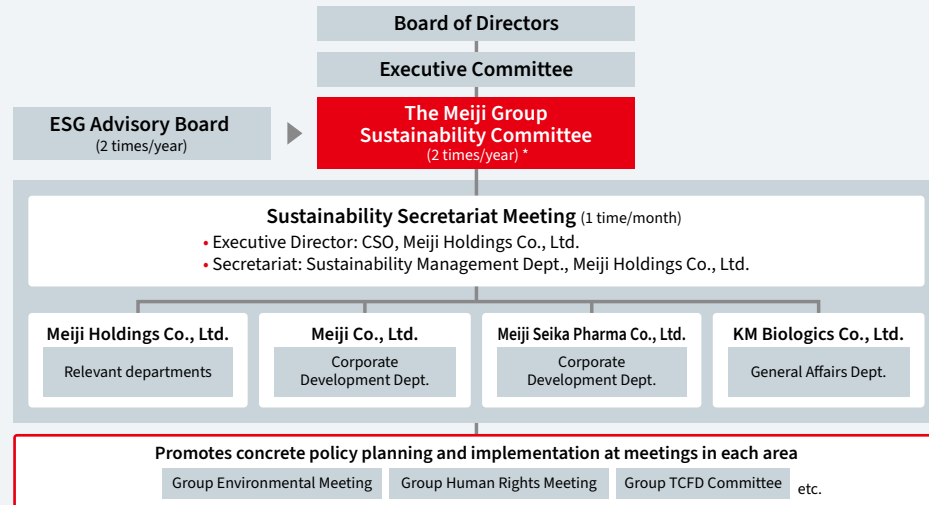 Board of Directors
Executive Committee
ESG Advisory Board
(2 times/year)
The Meiji Group
Sustainability Committee
(2 times/year) *
Sustainability Secretariat Meeting (1 time/month)
• Executive Director: CSO, Meiji Holdings Co., Ltd.
• Secretariat: Sustainability Management Dept., Meiji Holdings Co., Ltd.
Meiji Holdings Co., Ltd.
Relevant departments
Meiji Co., Ltd.
Corporate
Development Dept.
Meiji Seika Pharma Co., Ltd.
Corporate
Development Dept.
KM Biologics Co., Ltd.
General Affairs Dept.
Promotes concrete policy planning and implementation at meetings in each area
Group Environmental Meeting Group Human Rights Meeting Group TCFD Committee etc.